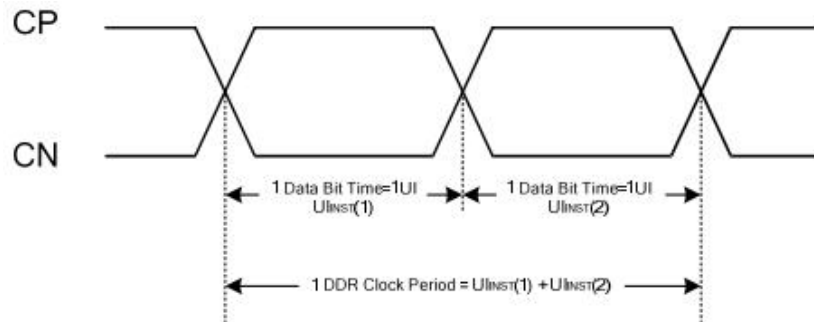 CP
CN
1 Data Bit Time=1UI
UIINST(1)
1 Data Bit Time=1UI
UIINST(2)
1 DDR Clock Period = UIINST(1) +UIINST(2)